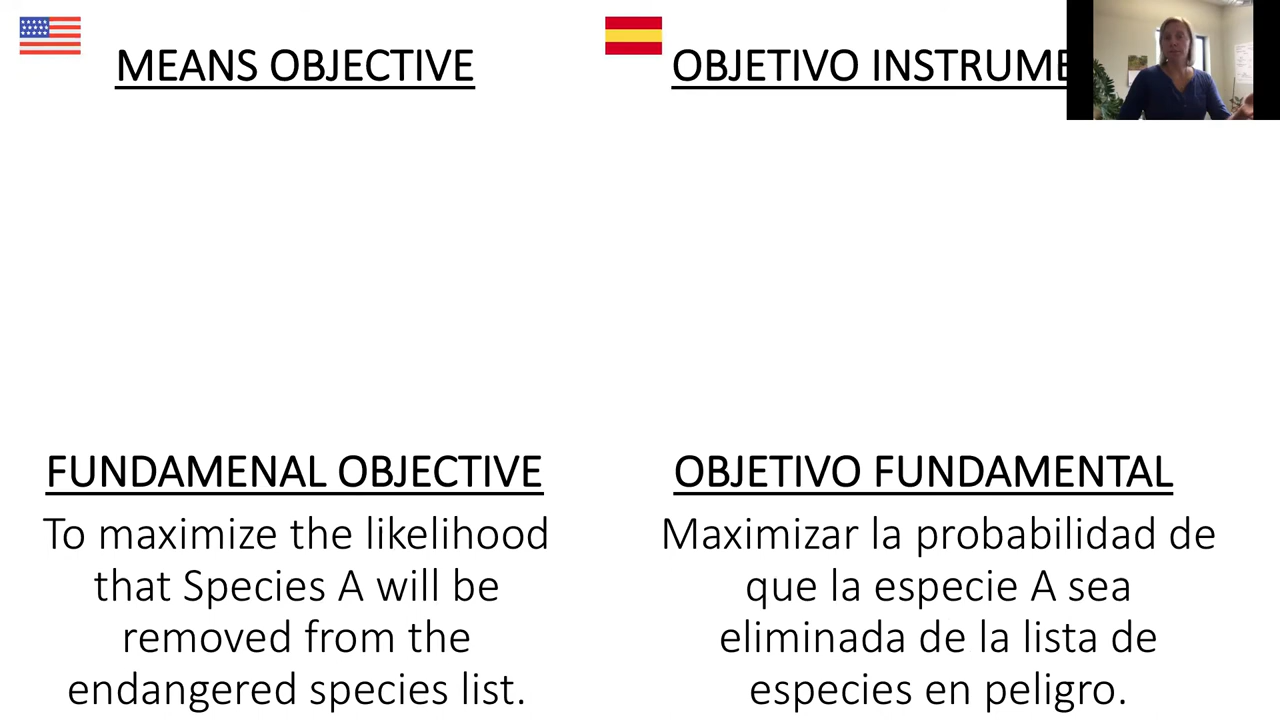 MEANS OBJECTIVE
OBJETIVO
FUNDAMENAL OBJECTIVE
To maximize the likelihood
that Species A will be
removed from the
endangered species list.
OBJETIVO FUNDAMENTAL
Maximizar la probabilidad de
que la especie A sea
eliminada de la lista de
especies en peligro.